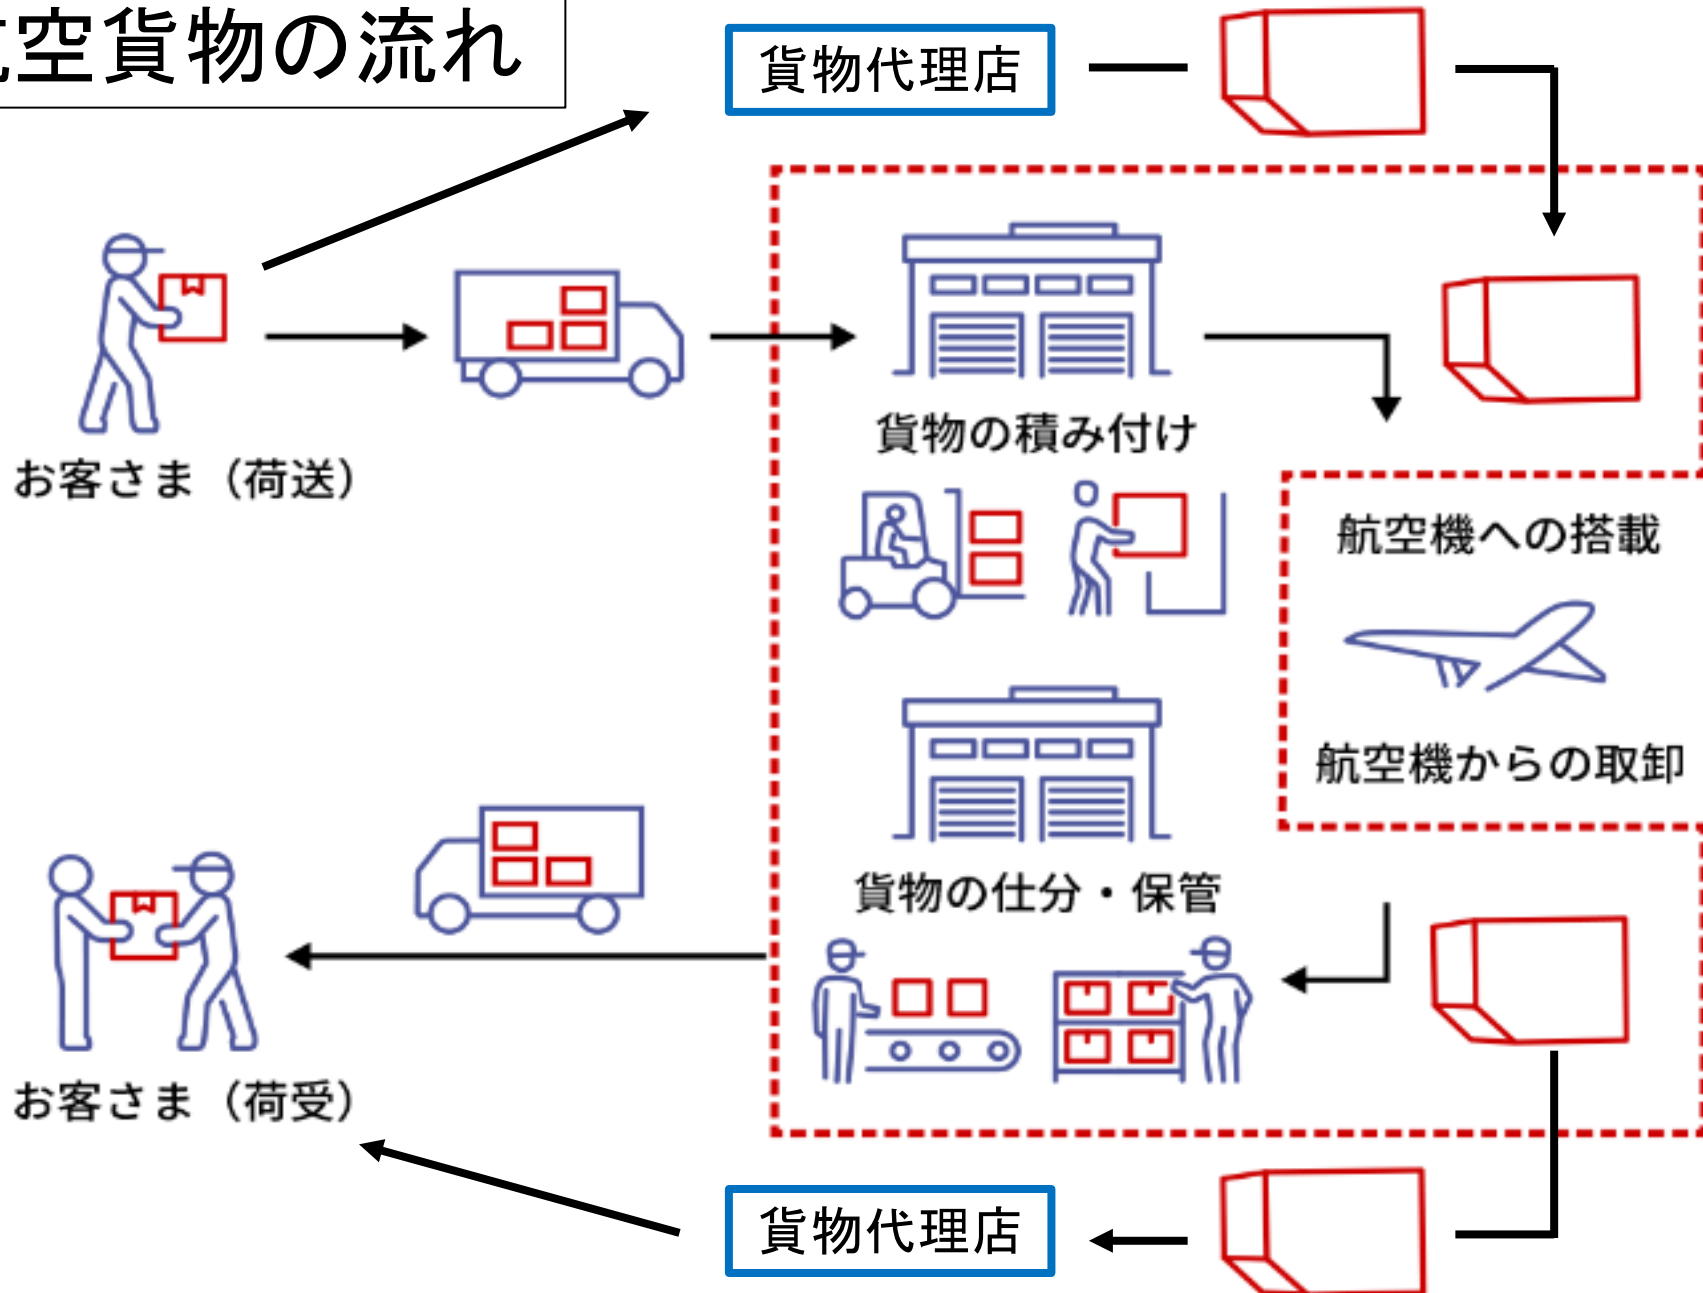 空貨物の流れ
貨物代理店
お客さま（荷送）
貨物の積み付け
航空機への搭載
航空機からの取卸
貨物の仕分・保管
お客さま（荷受）
貨物代理店